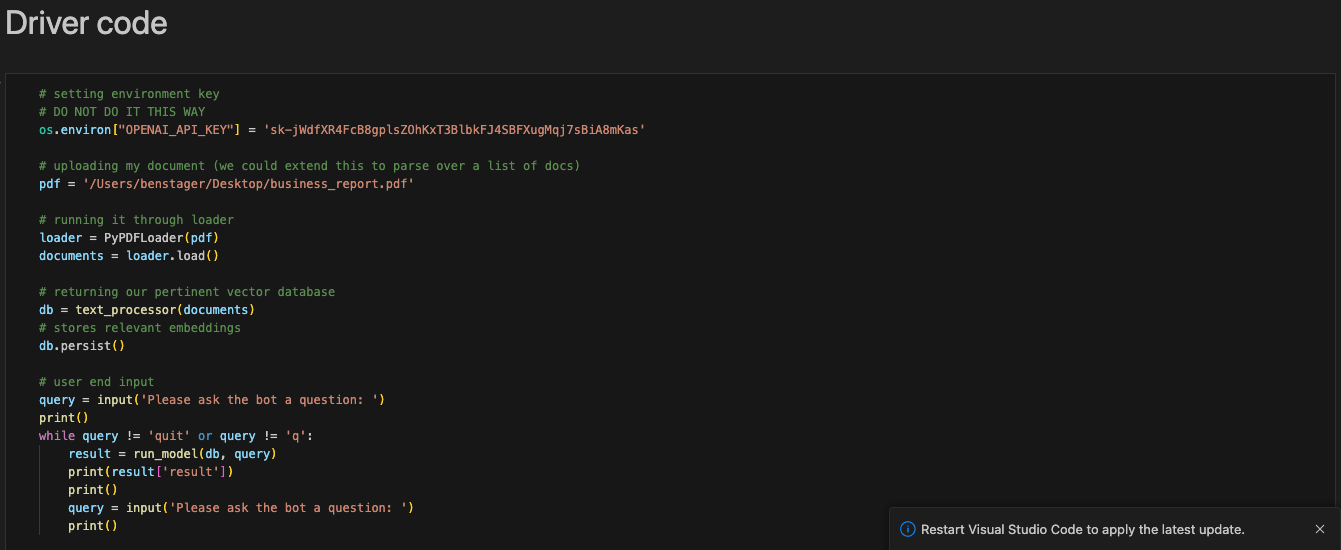 Driver code
# setting environment key
# DO NOT DO IT THIS WAY
os.environ["OPENAI_API_KEY"] = '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'
# uploading my document (we could extend this to parse over a list of docs)
pdf = '/Users/benstager/Desktop/business_report.pdf'
# running it through loader
loader = PyPDFLoader(pdf)
documents = loader.load()
# returning our pertinent vector database
db = text_processor(documents)
# stores relevant embeddings
db.persist()
# user end input
query = input('Please ask the bot a question: ')
print()
while query != 'quit' or query != 'q':
    result = run_model(db, query)
    print(result['result'])
    print()
    query = input('Please ask the bot a question: ')
    print()
Restart Visual Studio Code to apply the latest update.